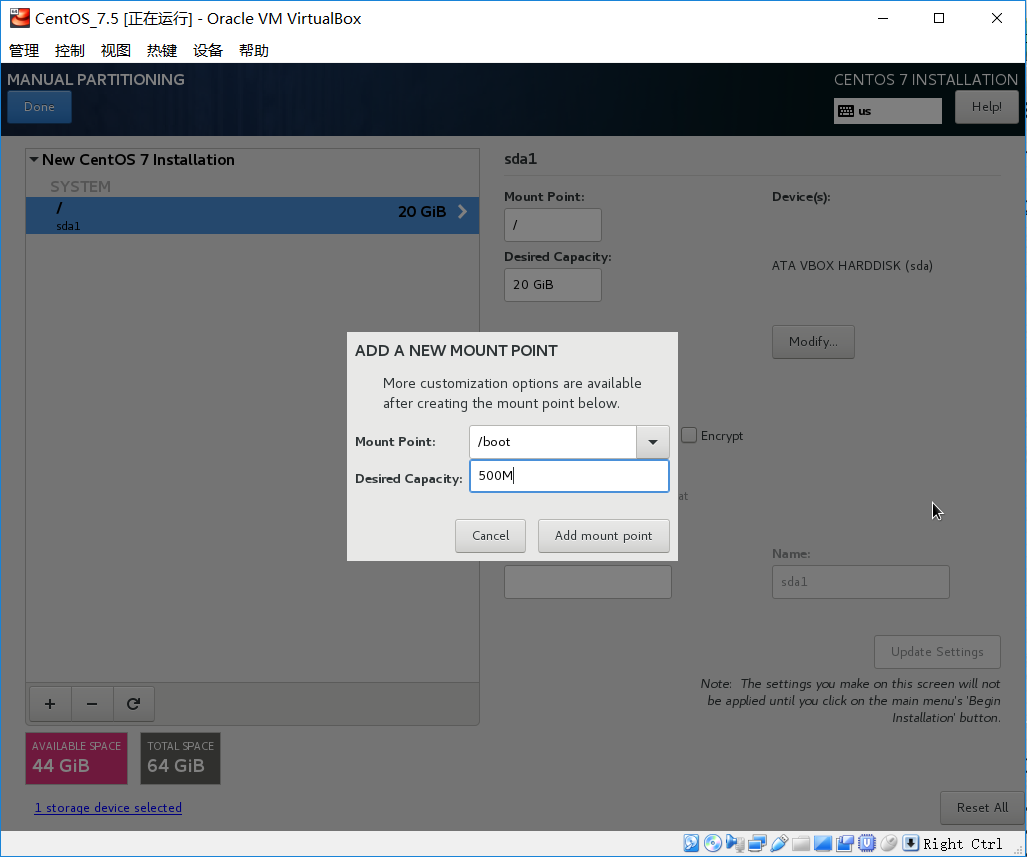 CentOS_7.5 [正在运行] - Oracle VM VirtualBox
管理 控制 视图 热键 设备 帮助
MANUAL PARTITIONING
CENTOS 7 INSTALLATION
Done
us
Help!
New CentOS 7 Installation
SYSTEM
/
20 GiB
sda1
sda1
Mount Point:
Device(s):
/
Desired Capacity:
ATA VBOX HARDDISK (sda)
20 GiB
Modify...
ADD A NEW MOUNT POINT
More customization options are available
after creating the mount point below.
Mount Point:
/boot
Desired Capacity:
500M
Cancel
Add mount point
Encrypt
at
Name:
sda1
Update Settings
Note: The settings you make on this screen will not
be applied until you click on the main menu's 'Begin
Installation' button.
+ −
AVAILABLE SPACE
44 GiB
TOTAL SPACE
64 GiB
1 storage device selected
Reset All
Right Ctrl